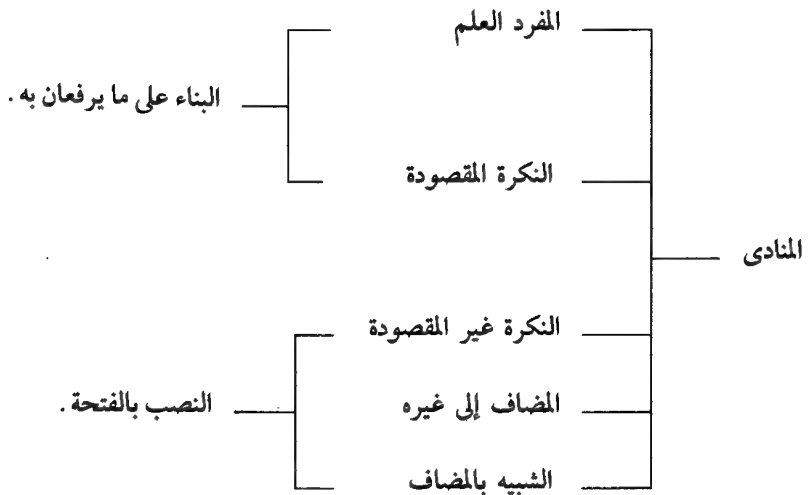 المفرد العلم
البناء على ما يرفعان به .
النكرة المقصودة
المنادى
النكرة غير المقصودة
المضاف إلى غيره
النصب بالفتحة .
الشبيه بالمضاف